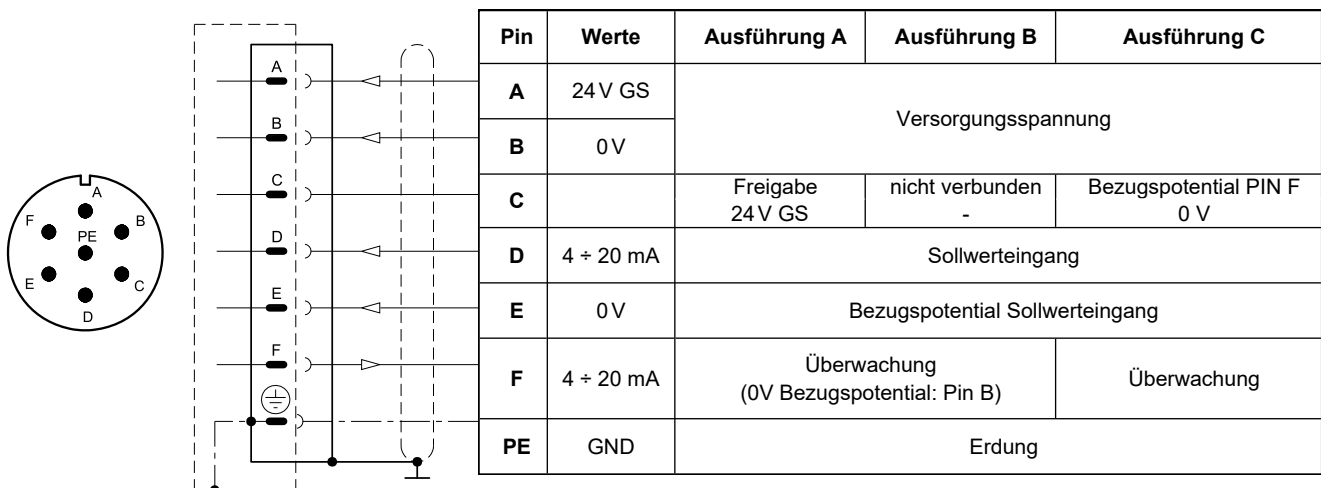 A
B
C
D
E
F
PE
A
B
C
D
E
F
Pin Werte Ausführung A Ausführung B Ausführung C
A 24 V GS Versorgungsspannung
B 0 V
C Freigabe 24 V GS nicht verbunden - Bezugspotential PIN F 0 V
D 4 ÷ 20 mA Sollwerteingang
E 0 V Bezugspotential Sollwerteingang
F 4 ÷ 20 mA Überwachung (0V Bezugspotential: Pin B) Überwachung
PE GND Erdung